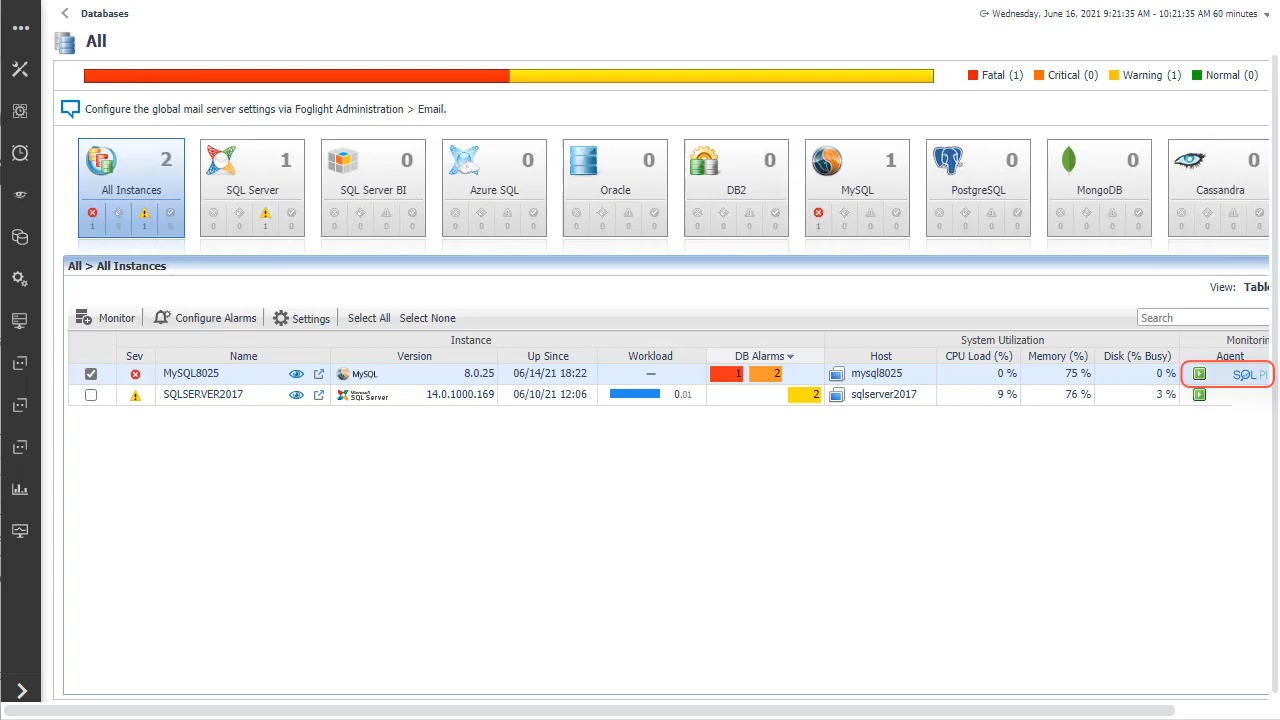 Databases
Wednesday, June 16, 2021 9:21:35 AM - 10:21:35 AM 60 minutes
All
Fatal (1) Critical (0) Warning (1) Normal (0)
Configure the global mail server settings via Foglight Administration > Email.
2 1 0 0 0 0 1 0 0 0
All Instances SQL Server SQL Server BI Azure SQL Oracle DB2 MySQL PostgreSQL MongoDB Cassandra
1 0 1 0 0 0 1 0 0 0 0 0 0 0 0 0 0 0 0 0 0 0 0 0 1 0 0 0 0 0 0 0 0 0 0 0 0 0 0
All > All Instances
View: Table
Monitor Configure Alarms Settings Select All Select None Search
Instance System Utilization Monitorin
Sev Name Version Up Since Workload DB Alarms Host CPU Load (%) Memory (%) Disk (% Busy) Agent
MySQL8025 MySQL 8.0.25 06/14/21 18:22 — 1 2 mysql8025 0 % 75 % 0 % SQL PI
SQLSERVER2017 Microsoft SQL Server 14.0.1000.169 06/10/21 12:06 0.01 2 sqlserver2017 9 % 76 % 3 %